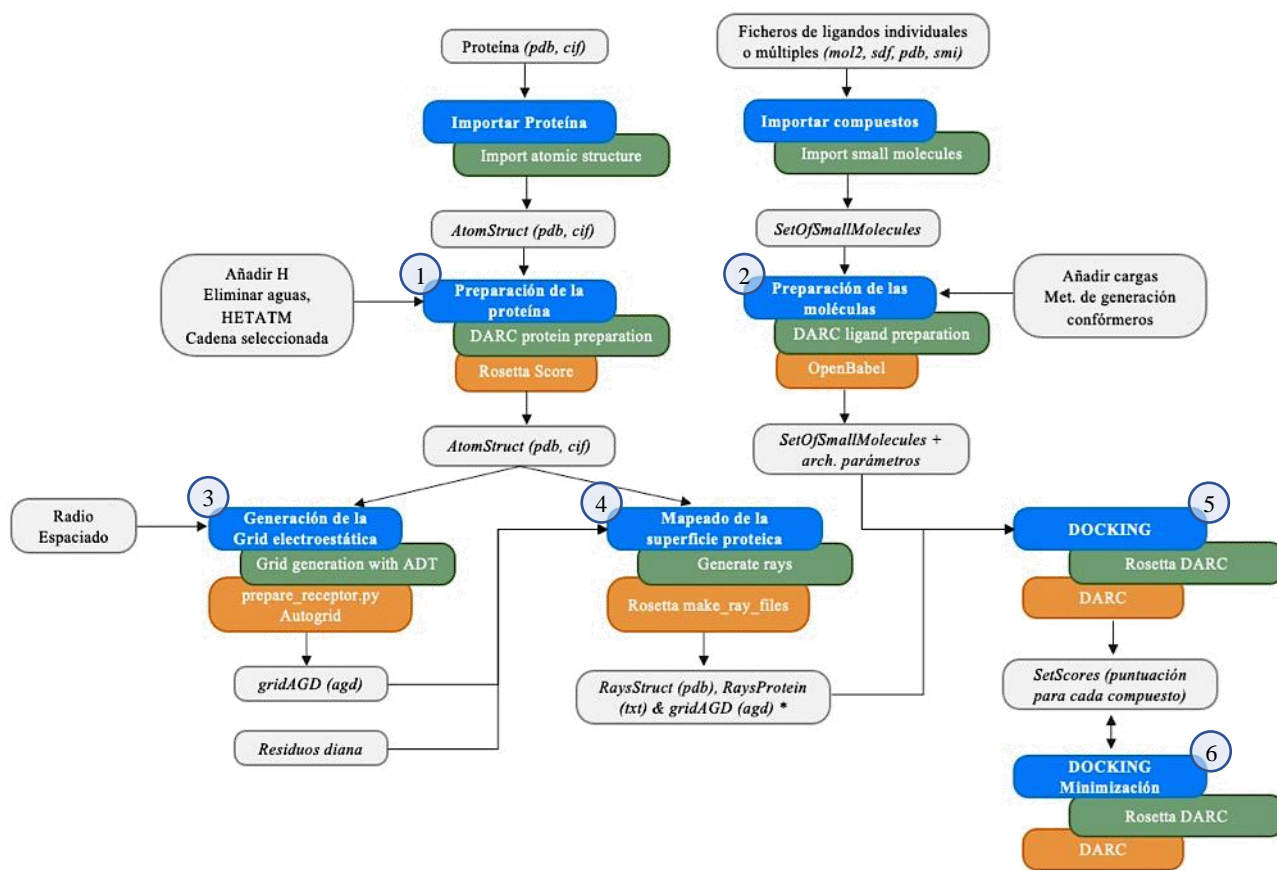 Proteína (pdb, cif)
Importar Proteína
Import atomic structure
AtomStruct (pdb, cif)
Ficheros de ligandos individuales
o múltiples (mol2, sdf, pdb, smi)
Importar compuestos
Import small molecules
SetOfSmallMolecules
Añadir H
Eliminar aguas,
HETATM
Cadena seleccionada
1
Preparación de la
proteína
DARC protein preparation
Rosetta Score
AtomStruct (pdb, cif)
2
Preparación de las
moléculas
DARC ligand preparation
OpenBabel
Añadir cargas
Met. de generación
confórmeros
SetOfSmallMolecules +
arch. parámetros
Radio
Espaciado
3
Generación de la
Grid electroestática
Grid generation with ADT
prepare_receptor.py
Autogrid
gridAGD (agd)
Residuos diana
4
Mapeado de la
superficie proteica
Generate rays
Rosetta make_ray_files
RaysStruct (pdb), RaysProtein
(txt) & gridAGD (agd) *
5
DOCKING
Rosetta DARC
DARC
SetScores (puntuación
para cada compuesto)
6
DOCKING
Minimización
Rosetta DARC
DARC